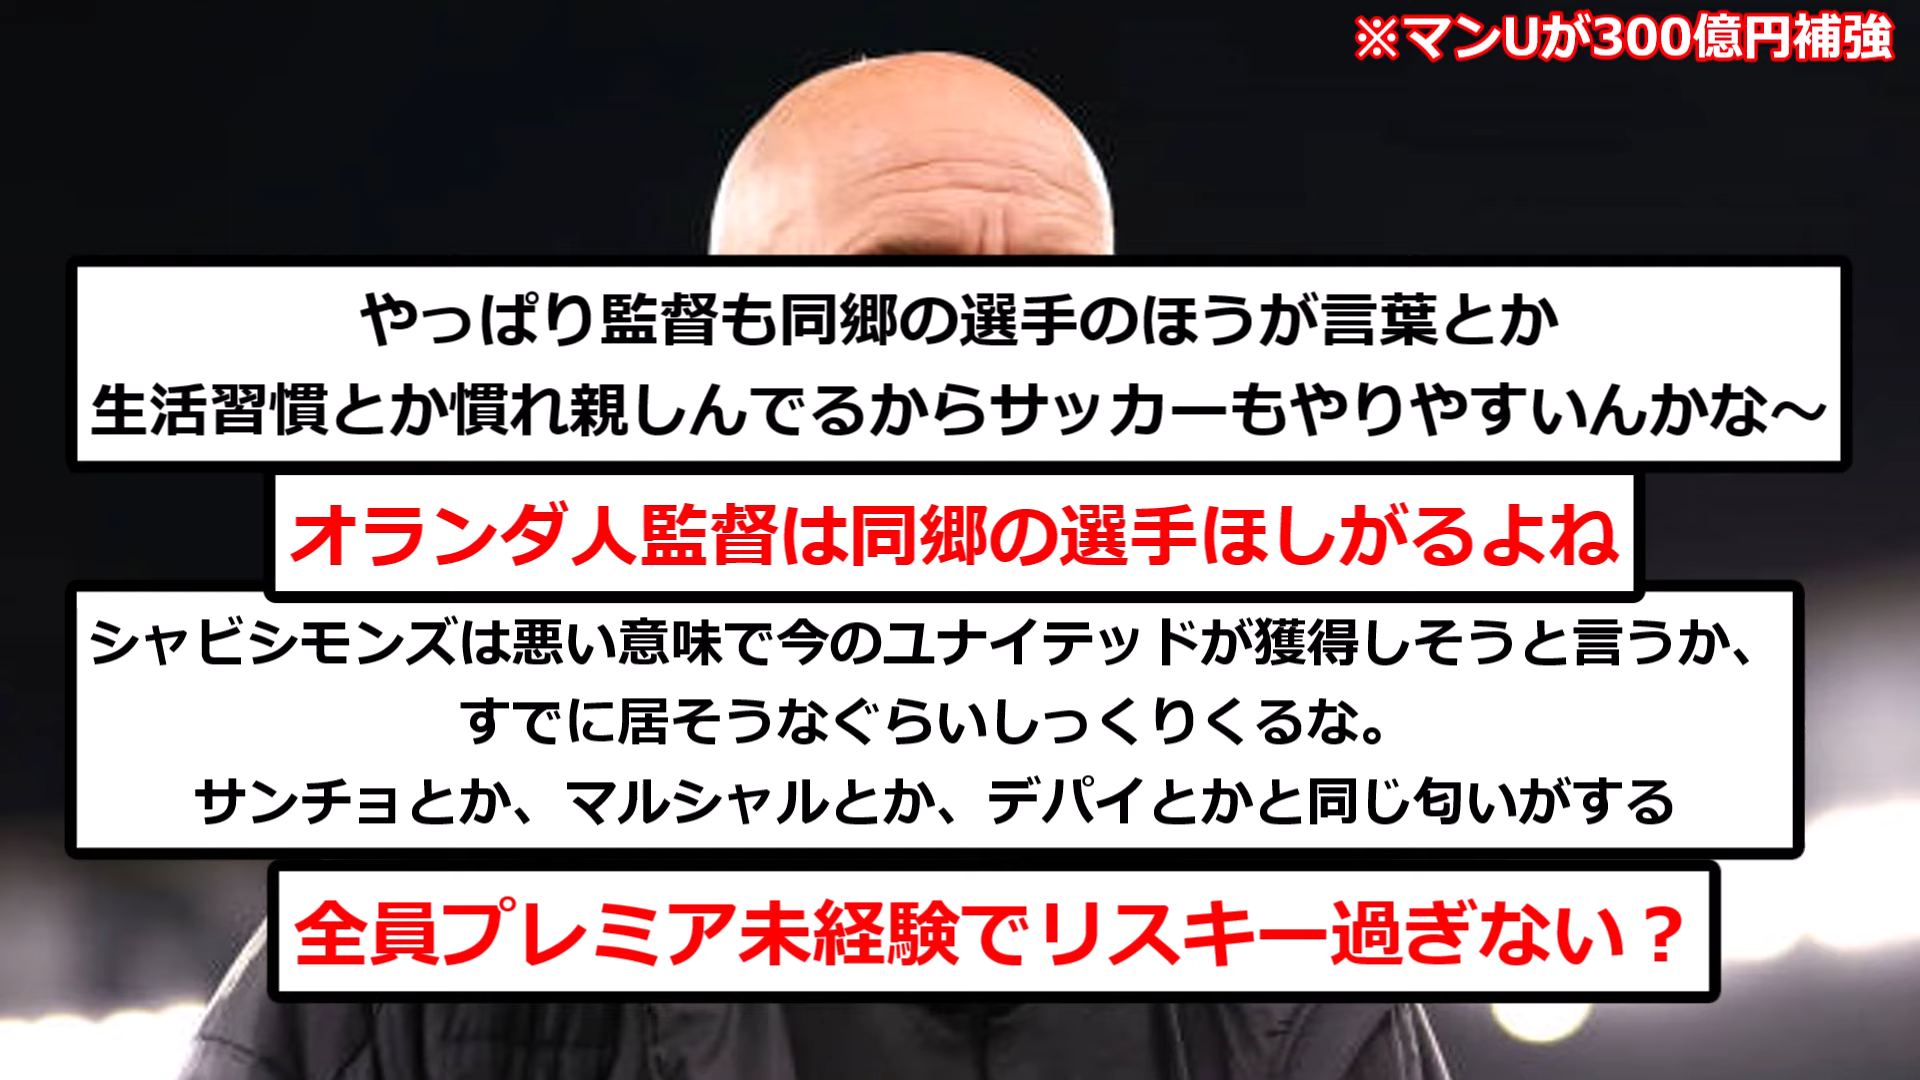 ※マンUが300億円補強
やっぱり監督も同郷の選手のほうが言葉とか
生活習慣とか慣れ親しんでるからサッカーもやりやすいんかな～
オランダ人監督は同郷の選手ほしがるよね
シャビシモンズは悪い意味で今のユナイテッドが獲得しそうと言うか、
すでに居そうなぐらいしっくりくるな。
サンチョとか、マルシャルとか、デパイとかと同じ匂いがする
全員プレミア未経験でリスキー過ぎない？